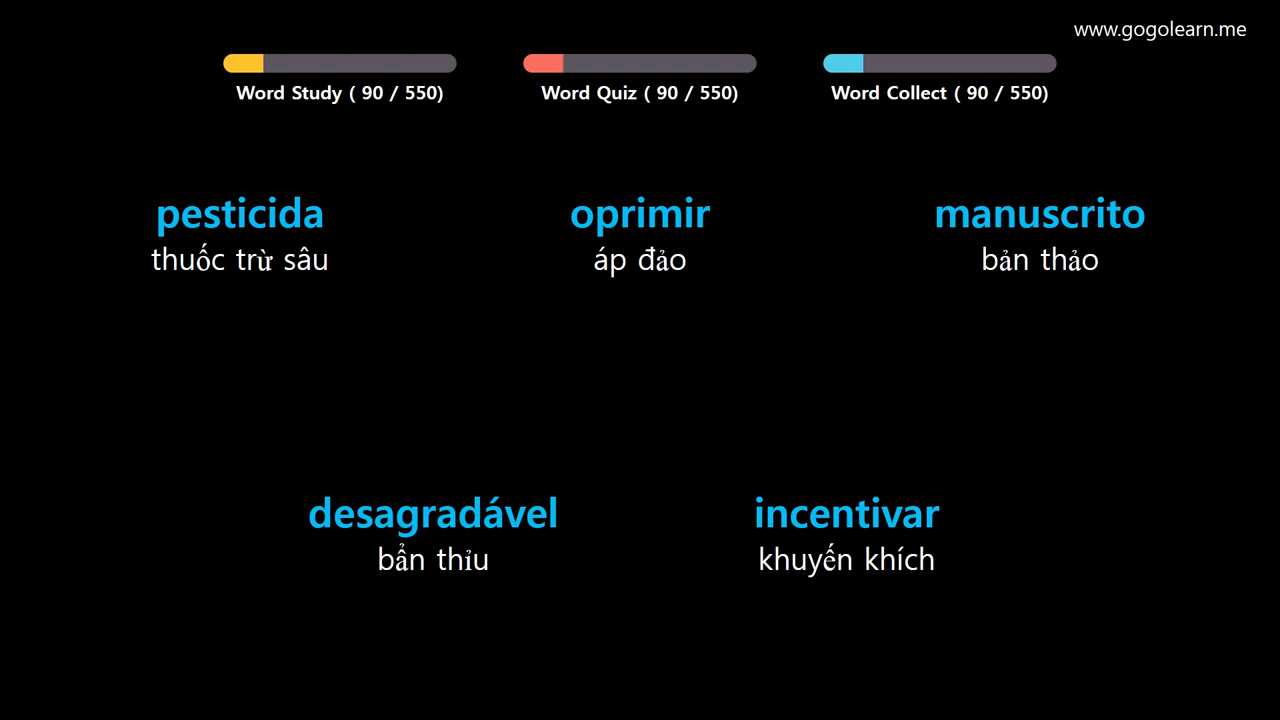 www.gogolearn.me
Word Study ( 90 / 550)
Word Quiz ( 90 / 550)
Word Collect ( 90 / 550)
pesticida
thuốc trừ sâu
oprimir
áp đảo
manuscrito
bản thảo
desagradável
bẩn thỉu
incentivar
khuyến khích